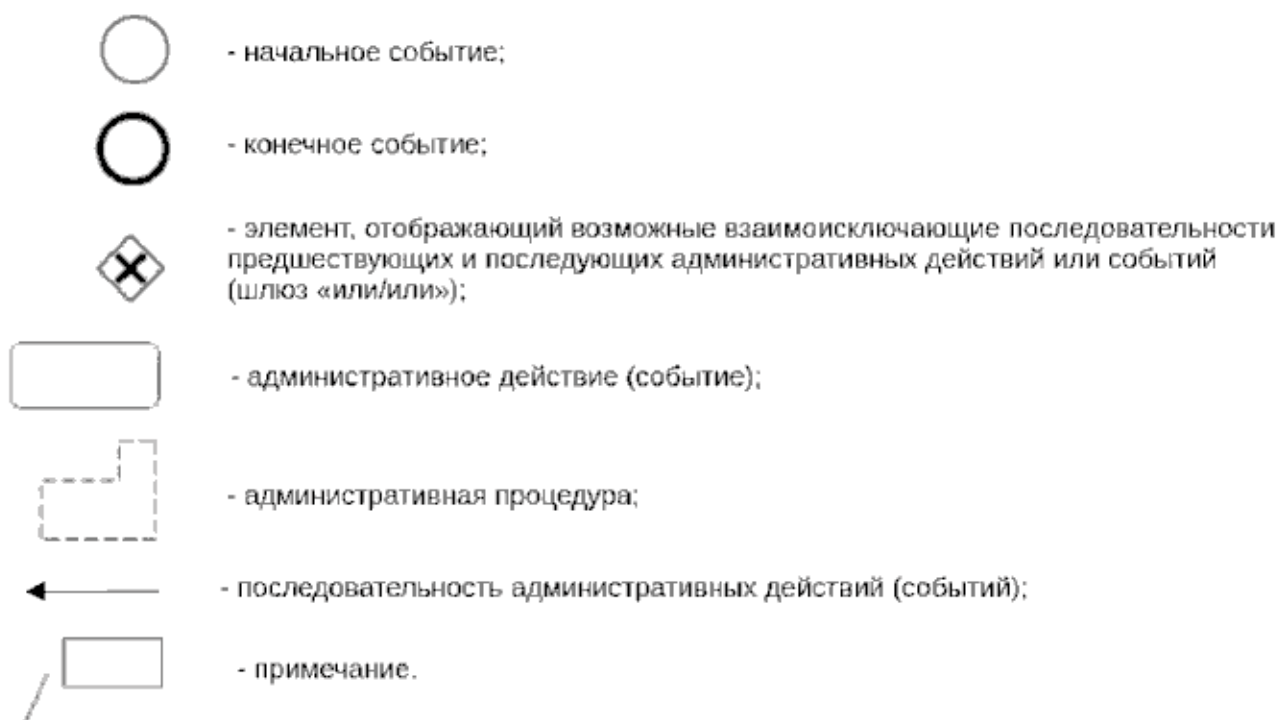 - начальное событие;
- конечное событие;
- элемент, отображающий возможные взаимоисключающие последовательности
предшествующих и последующих административных действий или событий
(шлюз «или/или»);
- административное действие (событие);
- административная процедура;
- последовательность административных действий (событий);
- примечание.